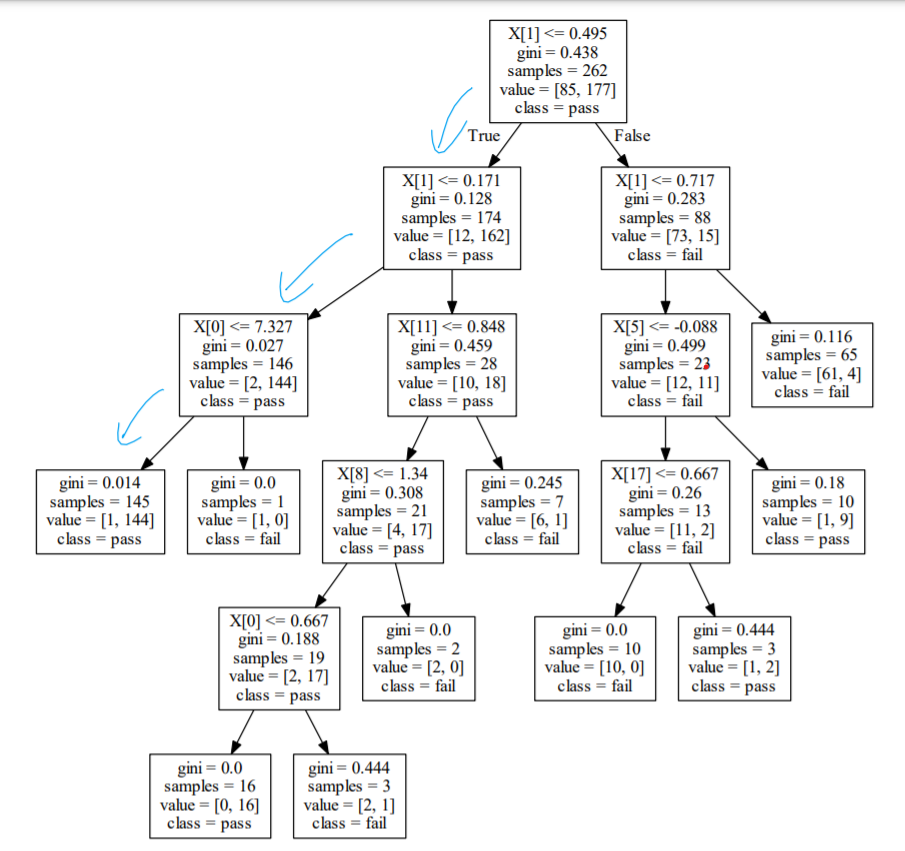 X[1] <= 0.495
gini = 0.438
samples = 262
value = [85, 177]
class = pass
True
False
X[1] <= 0.171
gini = 0.128
samples = 174
value = [12, 162]
class = pass
X[1] <= 0.717
gini = 0.283
samples = 88
value = [73, 15]
class = fail
X[0] <= 7.327
gini = 0.027
samples = 146
value = [2, 144]
class = pass
X[11] <= 0.848
gini = 0.459
samples = 28
value = [10, 18]
class = pass
X[5] <= -0.088
gini = 0.499
samples = 23
value = [12, 11]
class = fail
gini = 0.116
samples = 65
value = [61, 4]
class = fail
gini = 0.014
samples = 145
value = [1, 144]
class = pass
gini = 0.0
samples = 1
value = [1, 0]
class = fail
X[8] <= 1.34
gini = 0.308
samples = 21
value = [4, 17]
class = pass
gini = 0.245
samples = 7
value = [6, 1]
class = fail
X[17] <= 0.667
gini = 0.26
samples = 13
value = [11, 2]
class = fail
gini = 0.18
samples = 10
value = [1, 9]
class = pass
X[0] <= 0.667
gini = 0.188
samples = 19
value = [2, 17]
class = pass
gini = 0.0
samples = 2
value = [2, 0]
class = fail
gini = 0.0
samples = 10
value = [10, 0]
class = fail
gini = 0.444
samples = 3
value = [1, 2]
class = pass
gini = 0.0
samples = 16
value = [0, 16]
class = pass
gini = 0.444
samples = 3
value = [2, 1]
class = fail